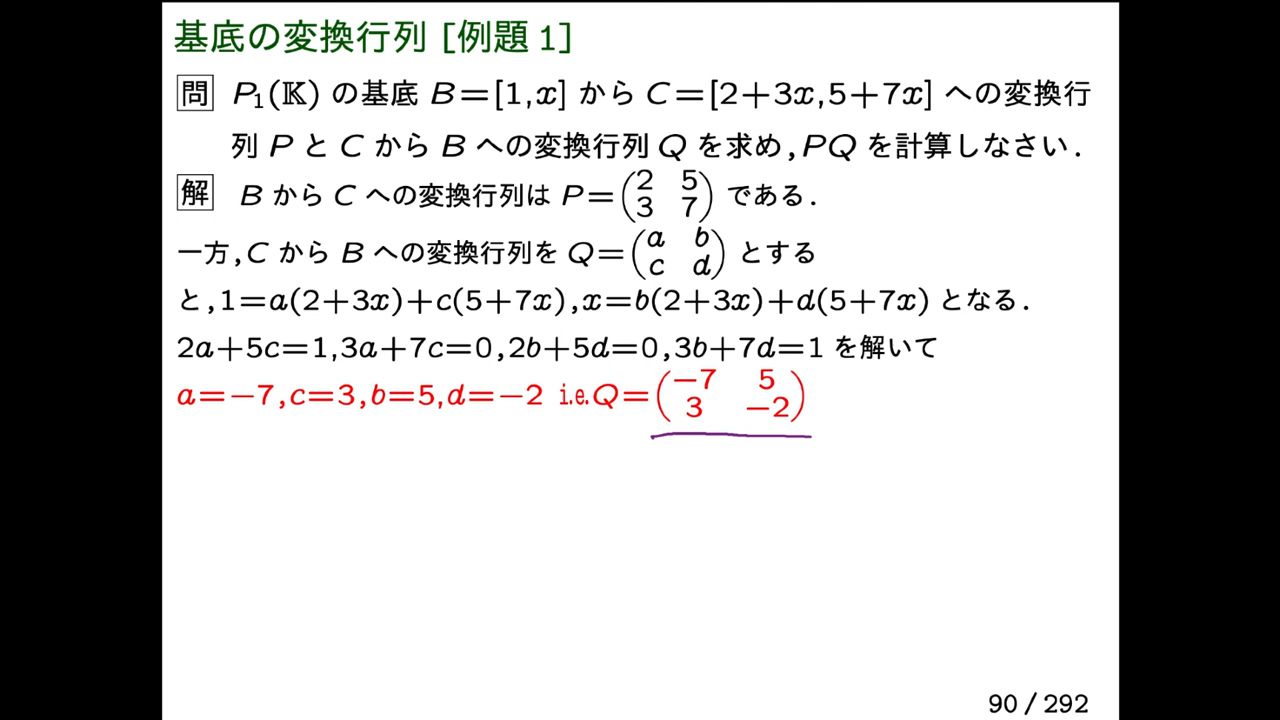 基底の変換行列 [例題 1]
問 P₁(𝕂) の基底 B=[1,x] から C=[2+3x,5+7x] への変換行
列 P と C から B への変換行列 Q を求め,PQ を計算しなさい.
解 B から C への変換行列は P=(2 5
3 7) である.
一方,C から B への変換行列を Q=(a b
c d) とする
と,1=a(2+3x)+c(5+7x),x=b(2+3x)+d(5+7x) となる.
2a+5c=1,3a+7c=0,2b+5d=0,3b+7d=1 を解いて
a=−7,c=3,b=5,d=−2 i.e.Q=(−7 5
3 −2)
90 / 292